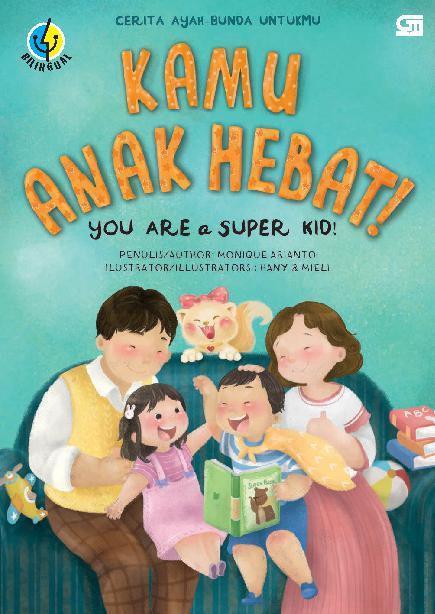 CERITA AYAH BUNDA UNTUKMU
BILINGUAL
KAMU
ANAK HEBAT!
YOU ARE a SUPER KID!
PENULIS/AUTHOR: MONIQUE ARIANTO
ILUSTRATOR/ILLUSTRATORS: HANY & MIELI
ABC